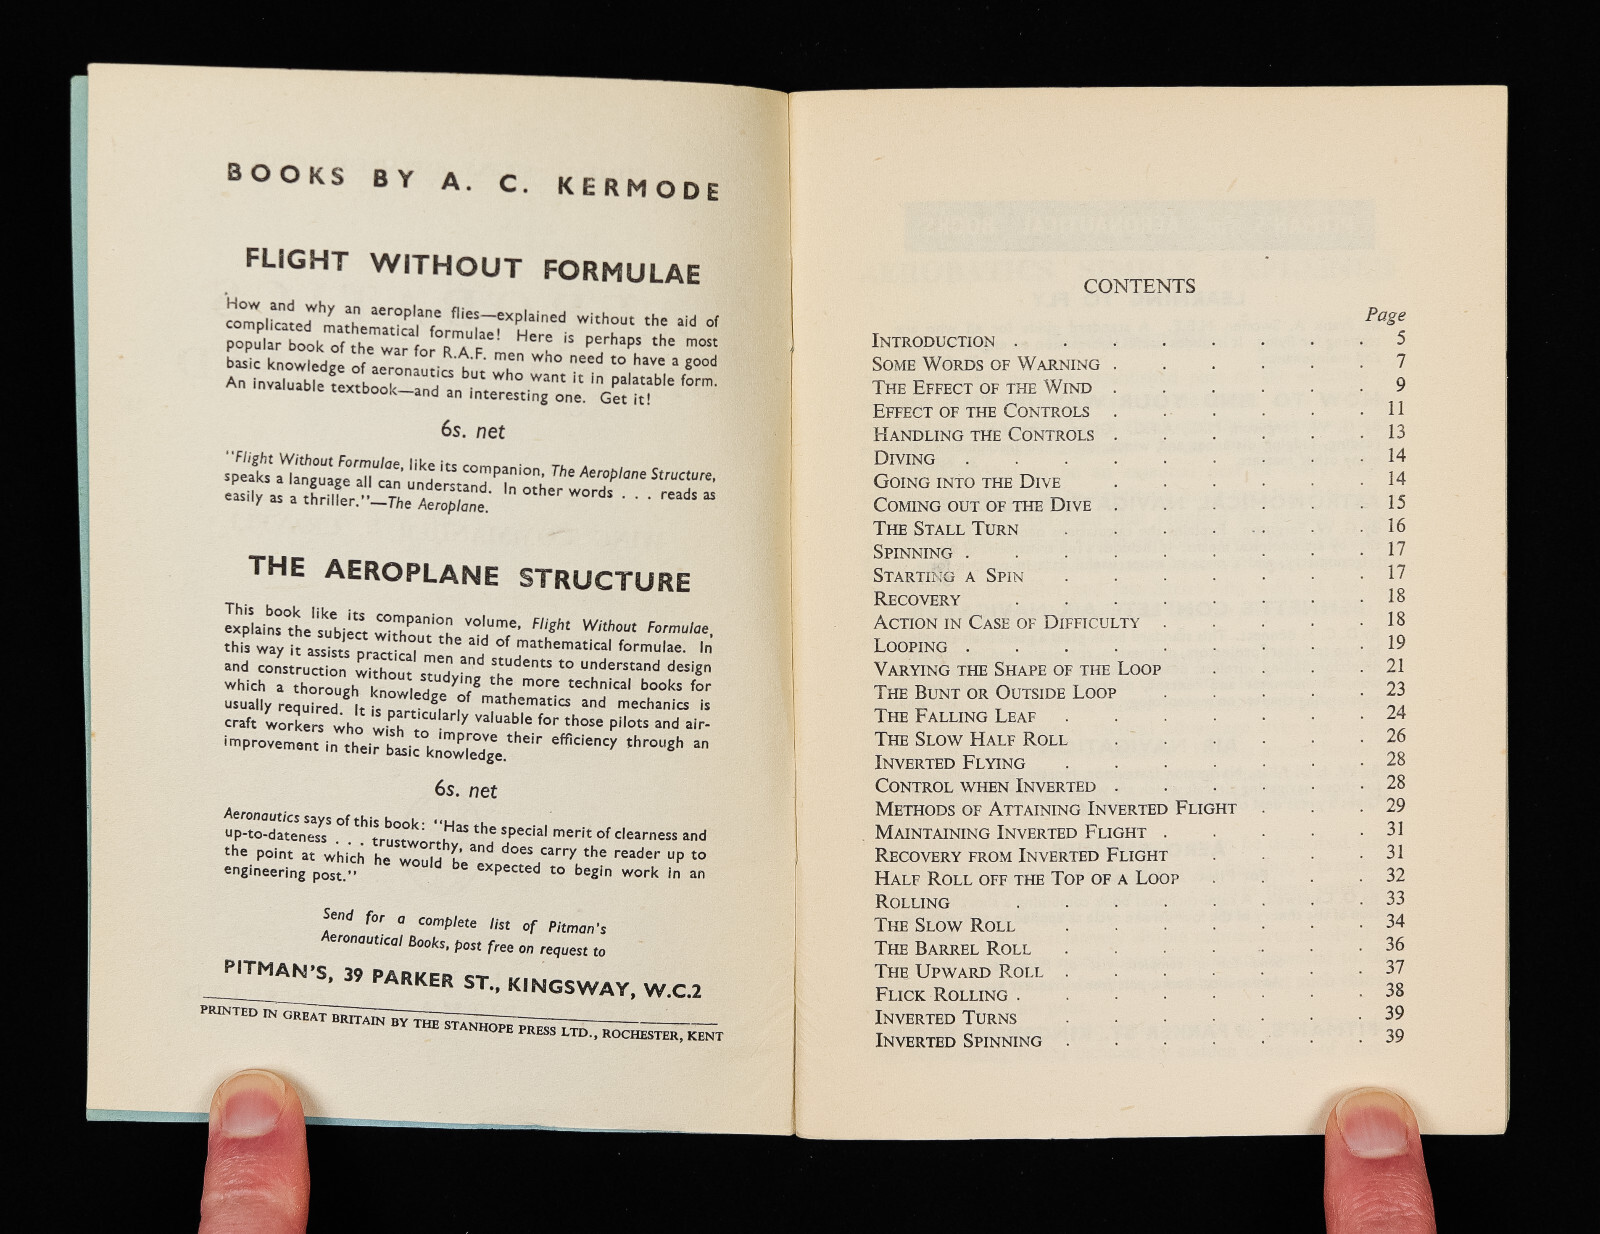 BOOKS BY A. C. KERMODE
FLIGHT WITHOUT FORMULAE
How and why an aeroplane flies—explained without the aid of
complicated mathematical formulae! Here is perhaps the most
popular book of the war for R.A.F. men who need to have a good
basic knowledge of aeronautics but who want it in palatable form.
An invaluable textbook—and an interesting one. Get it!
6s. net
"Flight Without Formulae, like its companion, The Aeroplane Structure,
speaks a language all can understand. In other words . . . reads as
easily as a thriller."—The Aeroplane.
THE AEROPLANE STRUCTURE
This book like its companion volume, Flight Without Formulae,
explains the subject without the aid of mathematical formulae. In
this way it assists practical men and students to understand design
and construction without studying the more technical books for
which a thorough knowledge of mathematics and mechanics is
usually required. It is particularly valuable for those pilots and air-
craft workers who wish to improve their efficiency through an
improvement in their basic knowledge.
6s. net
Aeronautics says of this book: "Has the special merit of clearness and
up-to-dateness . . . trustworthy, and does carry the reader up to
the point at which he would be expected to begin work in an
engineering post."
Send for a complete list of Pitman's
Aeronautical Books, post free on request to
PITMAN'S, 39 PARKER ST., KINGSWAY, W.C.2
PRINTED IN GREAT BRITAIN BY THE STANHOPE PRESS LTD., ROCHESTER, KENT
CONTENTS
Page
INTRODUCTION . . . . . . . . 5
SOME WORDS OF WARNING . . . . . . 7
THE EFFECT OF THE WIND . . . . . . 9
EFFECT OF THE CONTROLS . . . . . . 11
HANDLING THE CONTROLS . . . . . . 13
DIVING . . . . . . . . . 14
GOING INTO THE DIVE . . . . . . 14
COMING OUT OF THE DIVE . . . . . . 15
THE STALL TURN . . . . . . . 16
SPINNING . . . . . . . . . 17
STARTING A SPIN . . . . . . . 17
RECOVERY . . . . . . . . 18
ACTION IN CASE OF DIFFICULTY . . . . . 18
LOOPING . . . . . . . . . 19
VARYING THE SHAPE OF THE LOOP . . . . 21
THE BUNT OR OUTSIDE LOOP . . . . . 23
THE FALLING LEAF . . . . . . . 24
THE SLOW HALF ROLL . . . . . . 26
INVERTED FLYING . . . . . . . 28
CONTROL WHEN INVERTED . . . . . . 28
METHODS OF ATTAINING INVERTED FLIGHT . . . 29
MAINTAINING INVERTED FLIGHT . . . . . 31
RECOVERY FROM INVERTED FLIGHT . . . . 31
HALF ROLL OFF THE TOP OF A LOOP . . . . 32
ROLLING . . . . . . . . 33
THE SLOW ROLL . . . . . . . 34
THE BARREL ROLL . . . . . . . 36
THE UPWARD ROLL . . . . . . . 37
FLICK ROLLING . . . . . . . . 38
INVERTED TURNS . . . . . . . 39
INVERTED SPINNING . . . . . . . 39